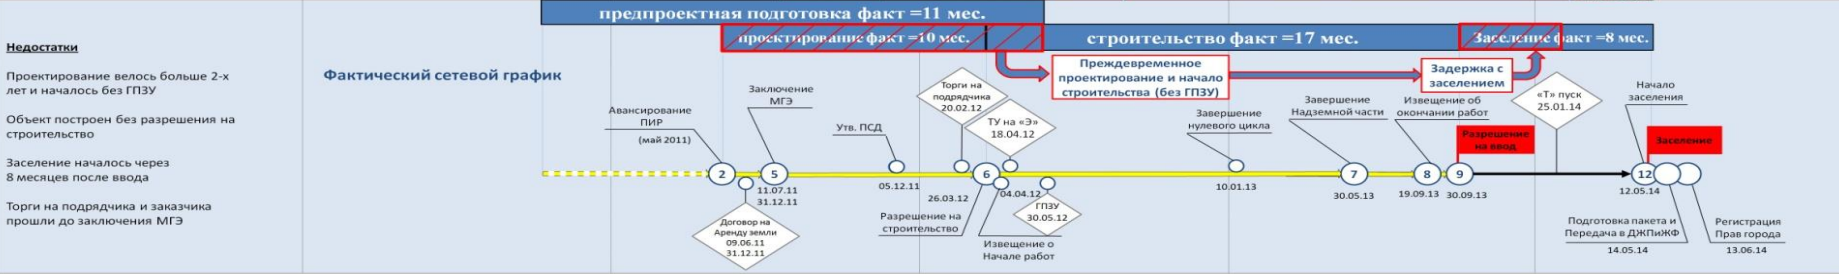 предпроектная подготовка факт =11 мес.
проектирование факт =10 мес.
строительство факт =17 мес.
Заселение факт =8 мес.
Недостатки
Проектирование велось больше 2-х
лет и началось без ГПЗУ
Объект построен без разрешения на
строительство
Заселение началось через
8 месяцев после ввода
Торги на подрядчика и заказчика
прошли до заключения МГЭ
Фактический сетевой график
Преждевременное
проектирование и начало
строительства (без ГПЗУ)
Задержка с
заселением
Авансирование
ПИР
(май 2011)
Заключение
МГЭ
Утв. ПСД
Торги на
подрядчика
20.02.12
ТУ на «Э»
18.04.12
Завершение
нулевого цикла
Завершение
Надземной части
Извещение об
окончании работ
Разрешение
на ввод
«Т» пуск
25.01.14
Начало
заселения
Заселение
2
5
6
7
8
9
12
11.07.11
31.12.11
05.12.11
26.03.12
04.04.12
10.01.13
30.05.13
19.09.13
30.09.13
12.05.14
Договор на
Аренду земли
09.06.11
31.12.11
Разрешение на
строительство
Извещение о
Начале работ
ГПЗУ
30.05.12
Подготовка пакета и
Передача в ДЖПиЖФ
14.05.14
Регистрация
Прав города
13.06.14